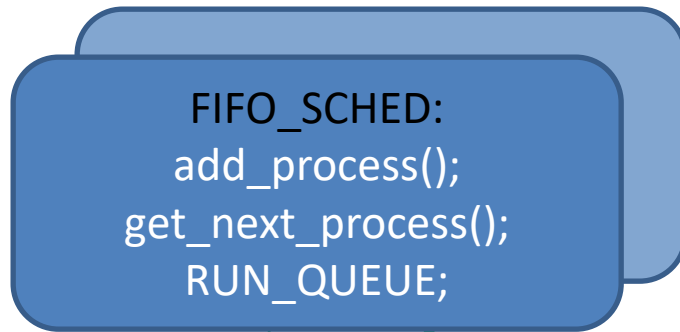 FIFO_SCHED:
add_process();
get_next_process();
RUN_QUEUE;